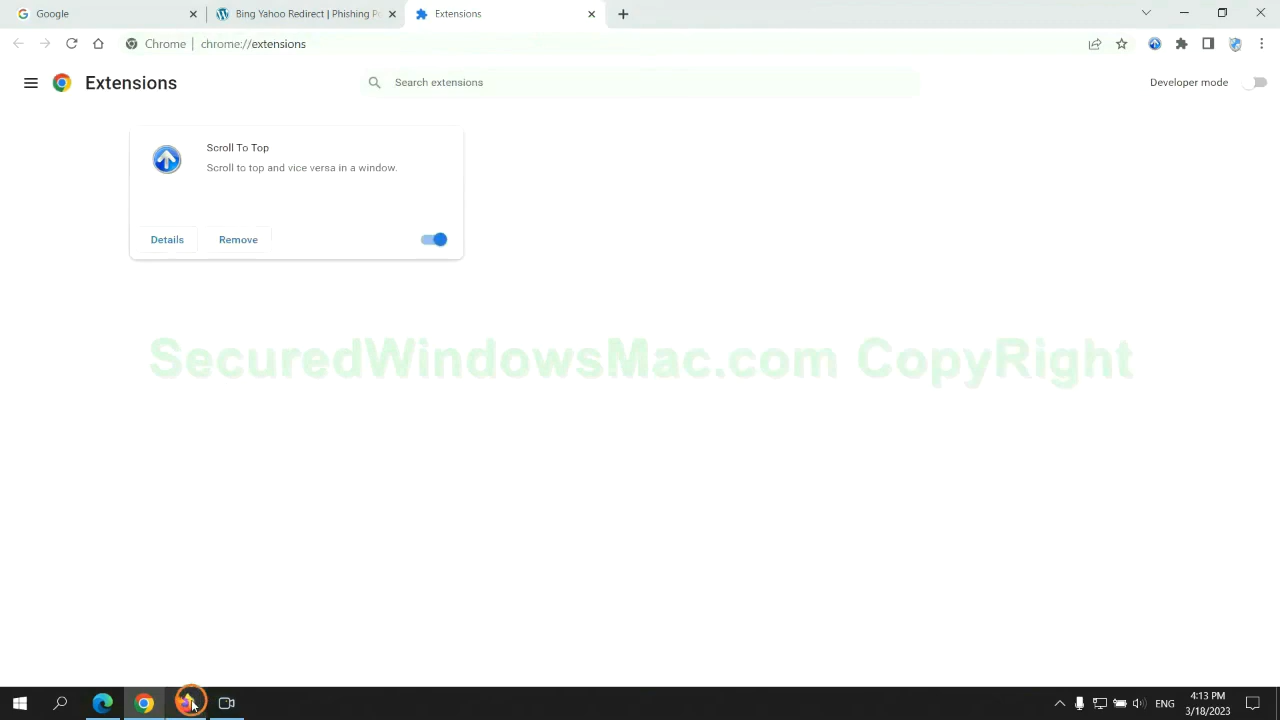 Google
Bing Yahoo Redirect | Phishing P
Extensions
Chrome | chrome://extensions
Extensions
Search extensions
Developer mode
Scroll To Top
Scroll to top and vice versa in a window.
Details
Remove
SecuredWindowsMac.com CopyRight
ENG
4:13 PM
3/18/2023